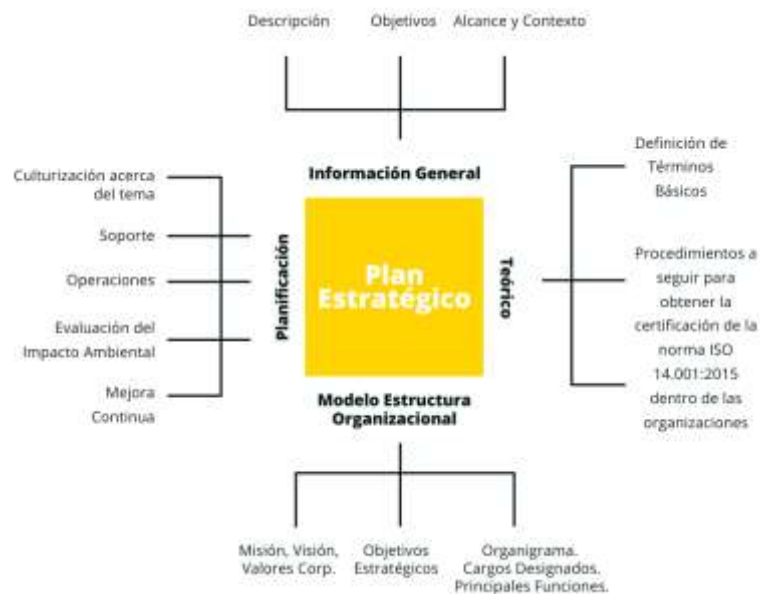 Descripción
Objetivos
Alcance y Contexto
Información General
Culturización acerca
del tema
Soporte
Operaciones
Evaluación del
Impacto Ambiental
Mejora
Continua
Planificación
Plan
Estratégico
Teórico
Definición de
Términos
Básicos
Procedimientos a
seguir para
obtener la
certificación de la
norma ISO
14.001:2015
dentro de las
organizaciones
Modelo Estructura
Organizacional
Misión, Visión,
Valores Corp.
Objetivos
Estratégicos
Organigrama.
Cargos Designados.
Principales Funciones.